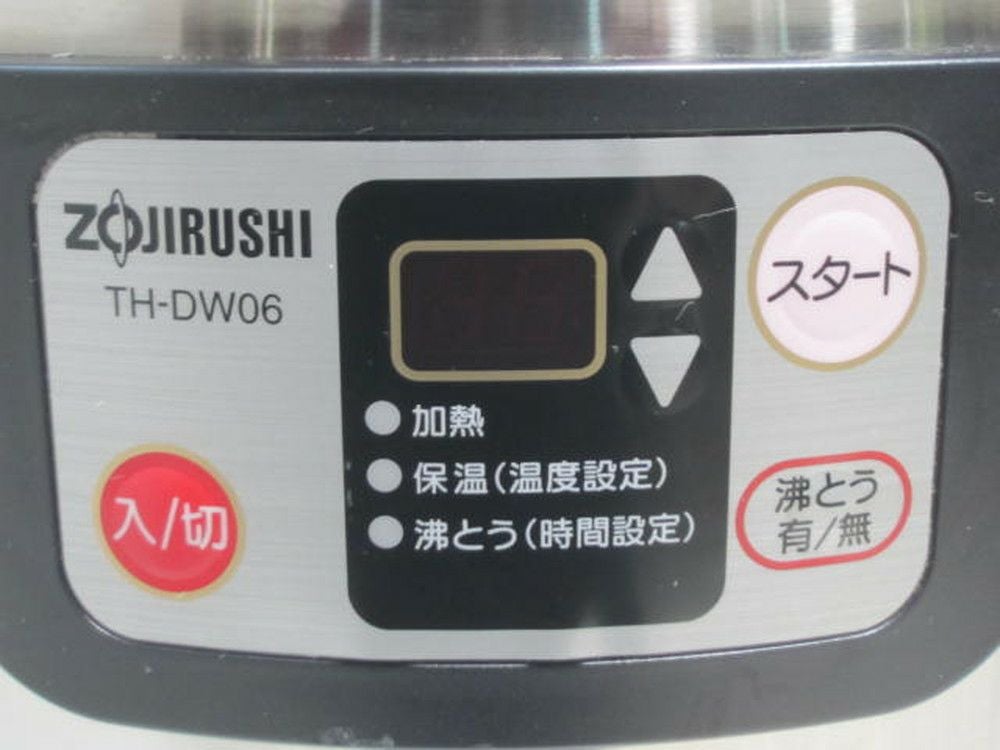 ZOJIRUSHI
TH-DW06
スタート
加熱
保温(温度設定)
沸とう(時間設定)
入/切
沸とう
有/無